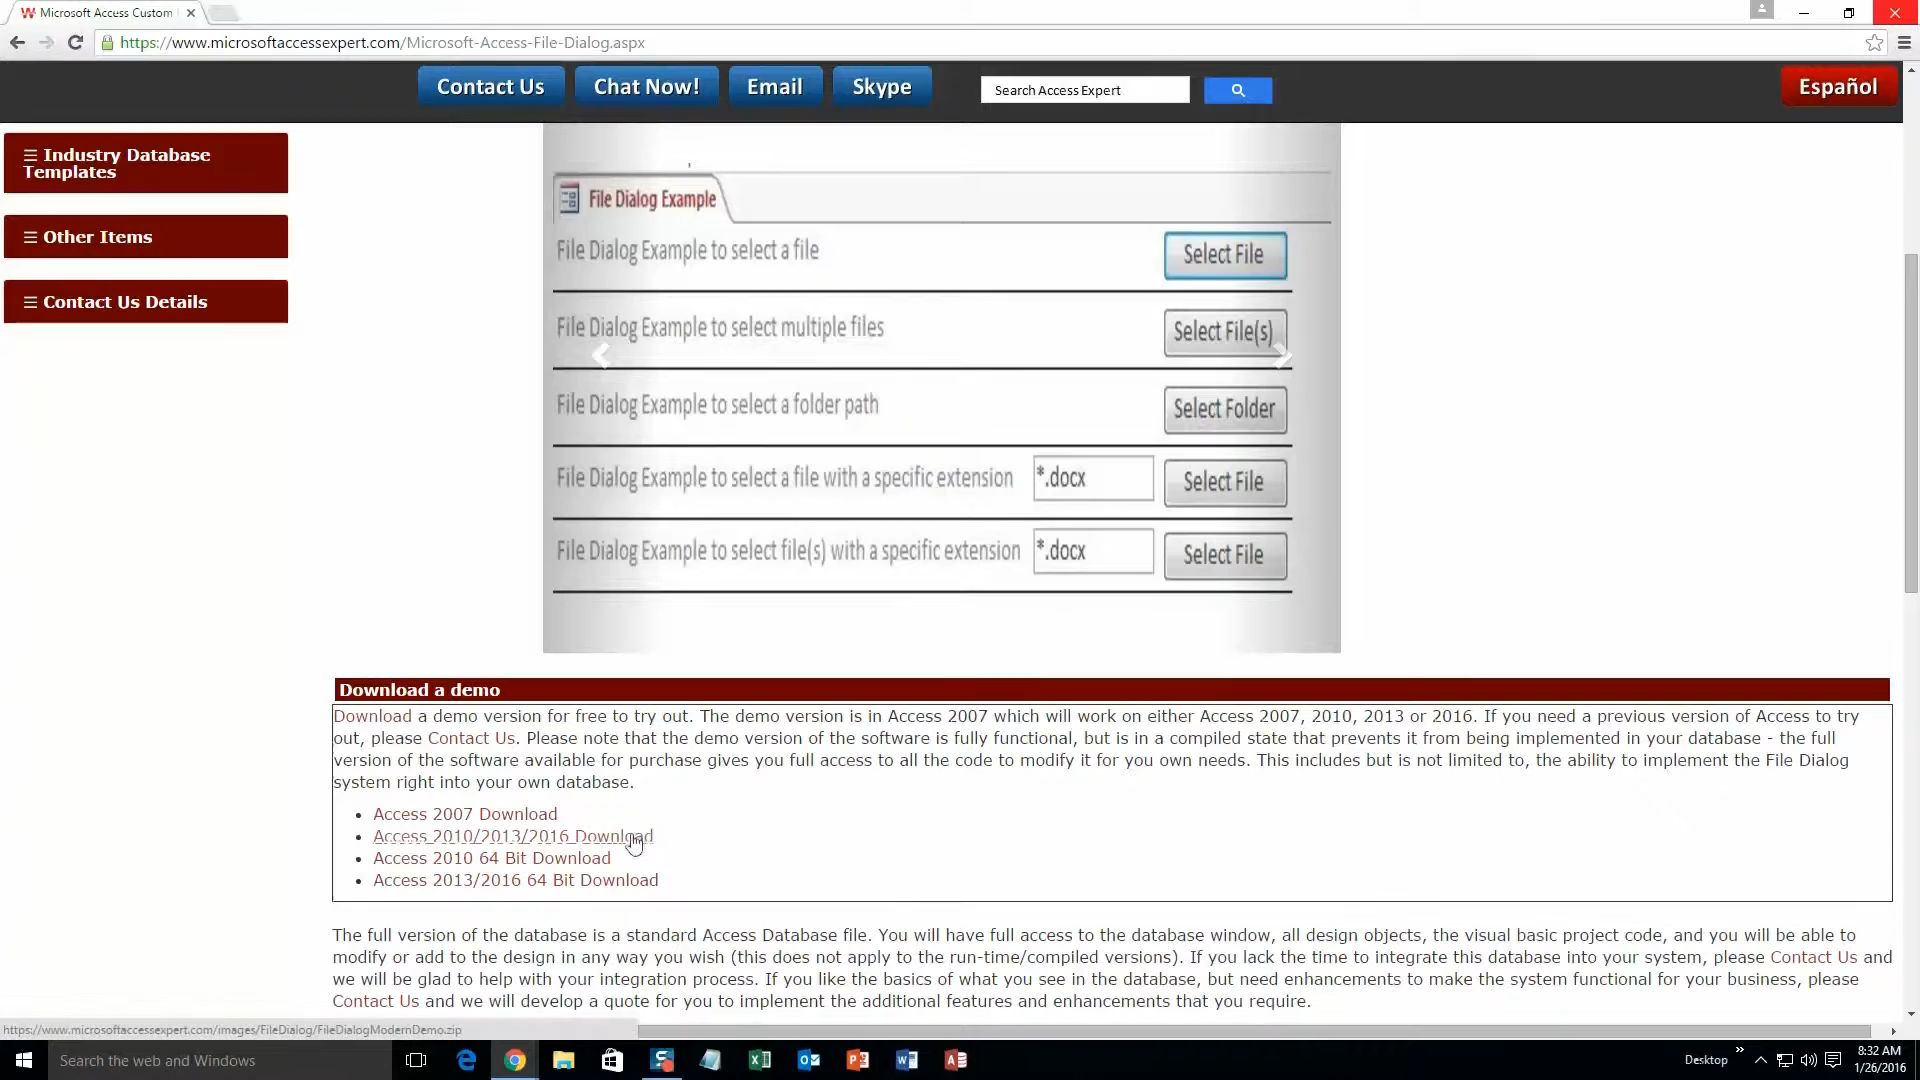 Microsoft Access Custom
https://www.microsoftaccessexpert.com/Microsoft-Access-File-Dialog.aspx
Contact Us
Chat Now!
Email
Skype
Search Access Expert
Español
☰ Industry Database
Templates
☰ Other Items
☰ Contact Us Details
File Dialog Example
File Dialog Example to select a file
Select File
File Dialog Example to select multiple files
Select File(s)
File Dialog Example to select a folder path
Select Folder
File Dialog Example to select a file with a specific extension
*.docx
Select File
File Dialog Example to select file(s) with a specific extension
*.docx
Select File
Download a demo
Download a demo version for free to try out. The demo version is in Access 2007 which will work on either Access 2007, 2010, 2013 or 2016. If you need a previous version of Access to try
out, please Contact Us. Please note that the demo version of the software is fully functional, but is in a compiled state that prevents it from being implemented in your database - the full
version of the software available for purchase gives you full access to all the code to modify it for you own needs. This includes but is not limited to, the ability to implement the File Dialog
system right into your own database.
• Access 2007 Download
• Access 2010/2013/2016 Download
• Access 2010 64 Bit Download
• Access 2013/2016 64 Bit Download
The full version of the database is a standard Access Database file. You will have full access to the database window, all design objects, the visual basic project code, and you will be able to
modify or add to the design in any way you wish (this does not apply to the run-time/compiled versions). If you lack the time to integrate this database into your system, please Contact Us and
we will be glad to help with your integration process. If you like the basics of what you see in the database, but need enhancements to make the system functional for your business, please
Contact Us and we will develop a quote for you to implement the additional features and enhancements that you require.
https://www.microsoftaccessexpert.com/images/FileDialog/FileDialogModernDemo.zip
Search the web and Windows
Desktop
8:32 AM
1/26/2016